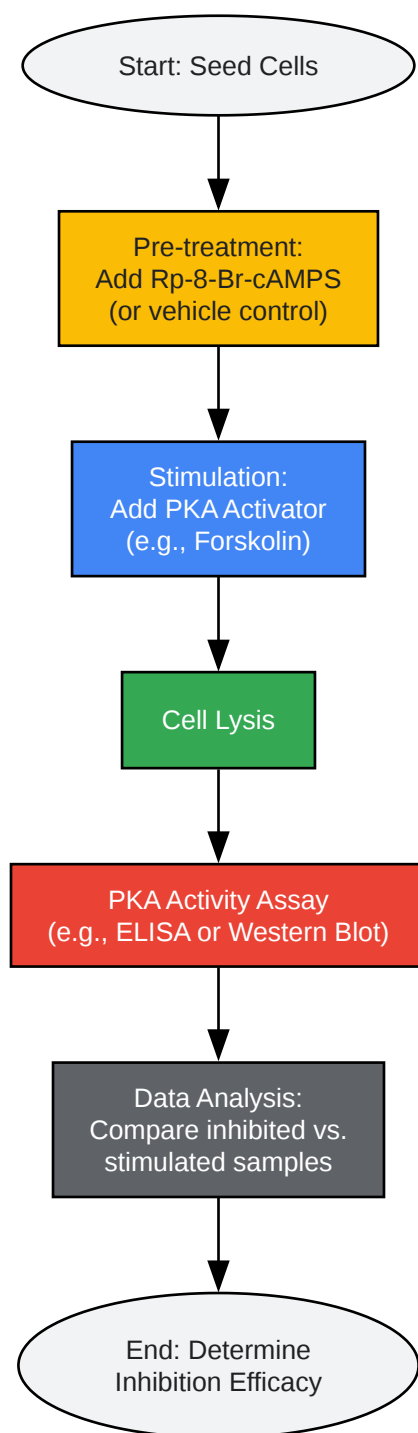 Start: Seed Cells
Pre-treatment:
Add Rp-8-Br-cAMPS
(or vehicle control)
Stimulation:
Add PKA Activator
(e.g., Forskolin)
Cell Lysis
PKA Activity Assay
(e.g., ELISA or Western Blot)
Data Analysis:
Compare inhibited vs.
stimulated samples
End: Determine
Inhibition Efficacy